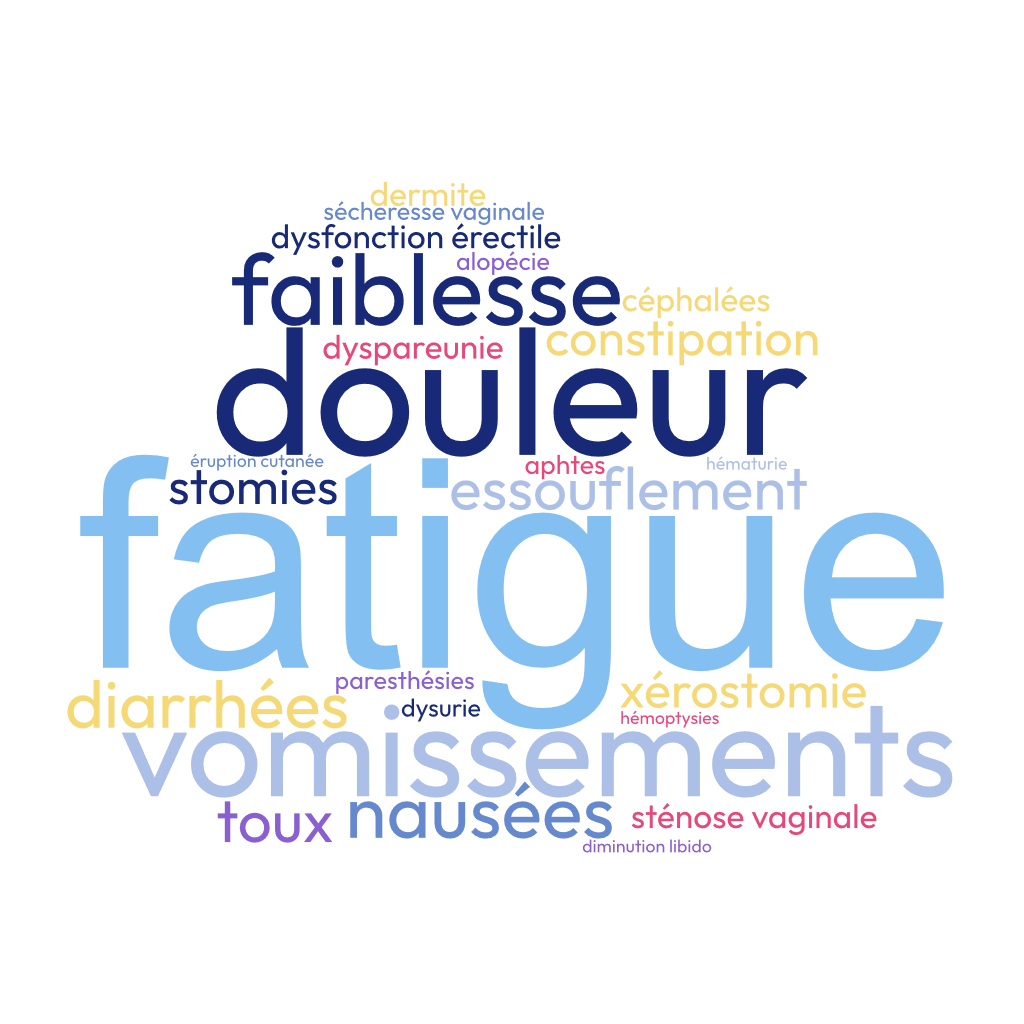 dermite
sécheresse vaginale
dysfonction érectile
alopécie
faiblesse
céphalées
dyspareunie
constipation
douleur
éruption cutanée
aphtes
hématurie
stomies
essouflement
fatigue
paresthésies
diarrhées
xérostomie
dysurie
hémoptysies
vomissements
toux
nausées
sténose vaginale
diminution libido